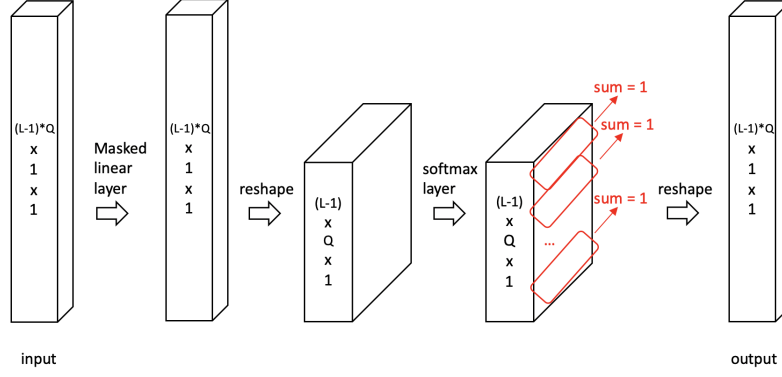 (L-1)*Q
x
1
x
1
input
Masked
linear
layer
(L-1)*Q
x
1
x
1
reshape
(L-1)
x
Q
x
1
softmax
layer
(L-1)
x
Q
x
1
sum = 1
sum = 1
...
sum = 1
reshape
(L-1)*Q
x
1
x
1
output